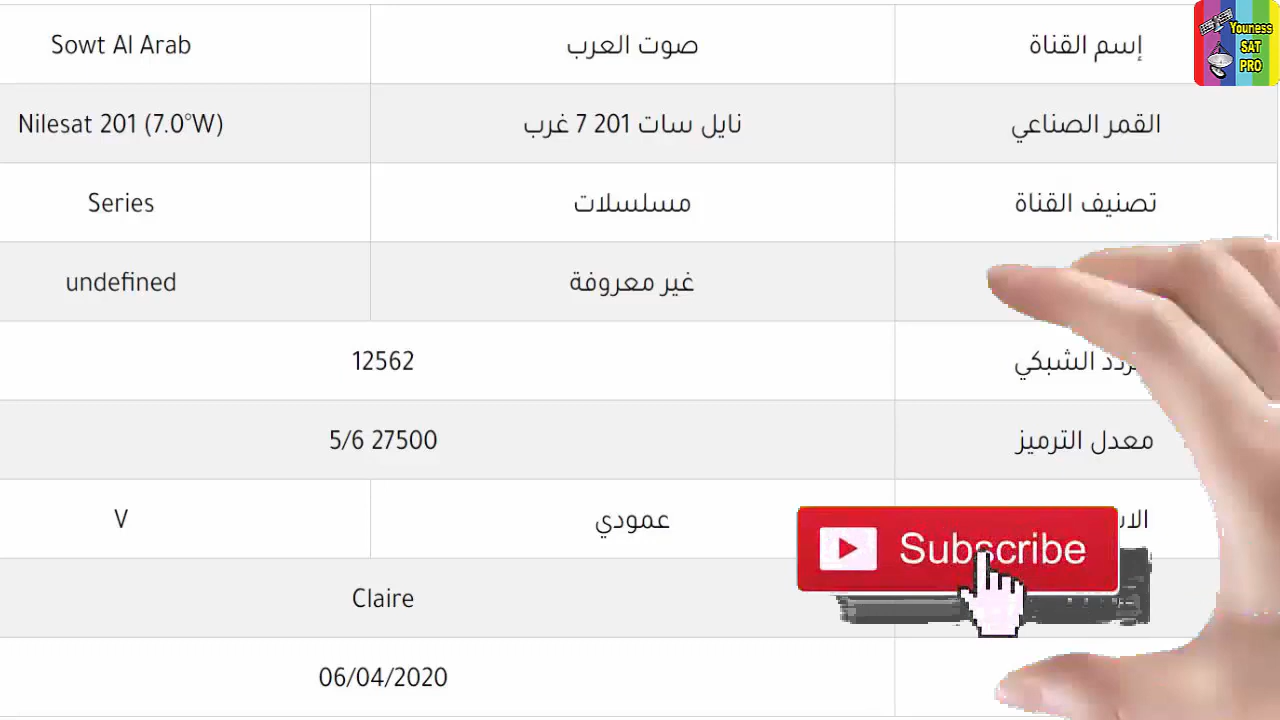 إسم القناة صوت العرب Sowt Al Arab
القمر الصناعي نايل سات 201 7 غرب Nilesat 201 (7.0°W)
تصنيف القناة مسلسلات Series
غير معروفة undefined
الشبكي 12562
معدل الترميز 5/6 27500
عمودي V
Subscribe
Claire
06/04/2020
Youness
SAT
PRO